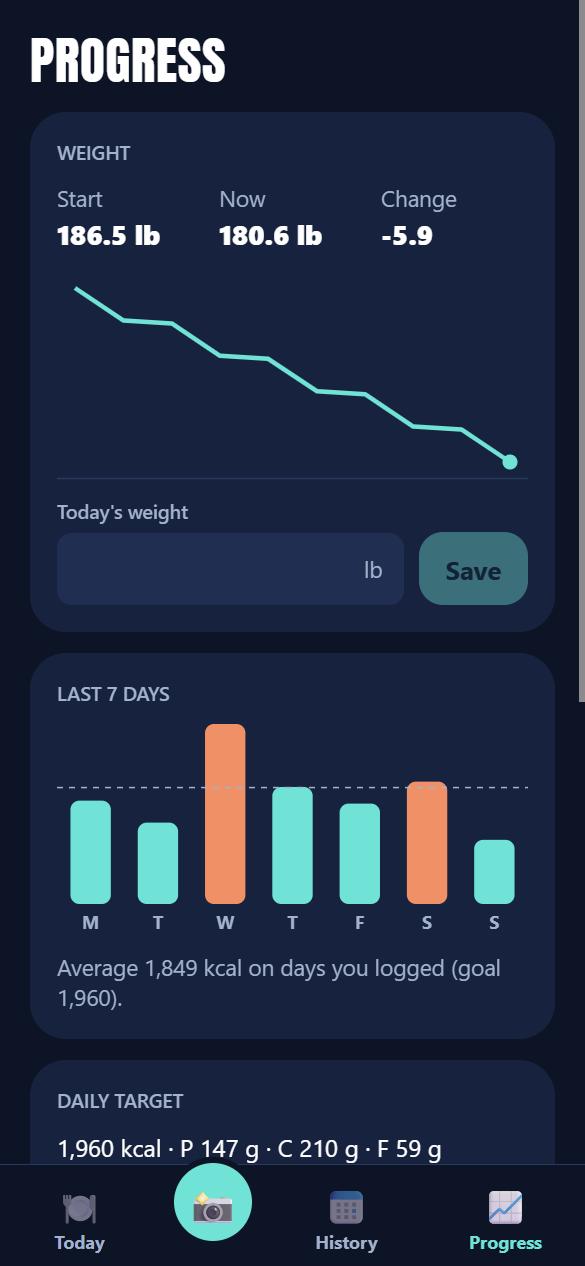 PROGRESS
WEIGHT
Start Now Change
186.5 lb 180.6 lb -5.9
Today's weight
lb Save
LAST 7 DAYS
M T W T F S S
Average 1,849 kcal on days you logged (goal
1,960).
DAILY TARGET
1,960 kcal · P 147 g · C 210 g · F 59 g
Today History Progress